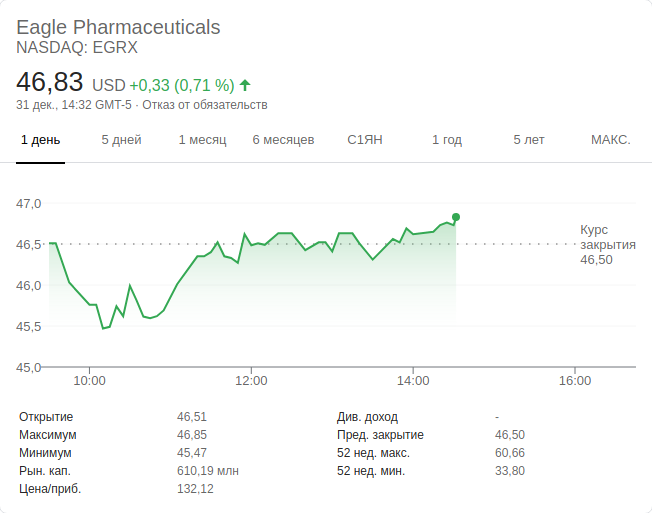 Eagle Pharmaceuticals
NASDAQ: EGRX
46,83 USD +0,33 (0,71 %)
31 дек., 14:32 GMT-5 · Отказ от обязательств
1 день 5 дней 1 месяц 6 месяцев С1ЯН 1 год 5 лет МАКС.
47,0
46,5
46,0
45,5
45,0
Курс
закрытия
46,50
10:00 12:00 14:00 16:00
Открытие 46,51 Див. доход -
Максимум 46,85 Пред. закрытие 46,50
Минимум 45,47 52 нед. макс. 60,66
Рын. кап. 610,19 млн 52 нед. мин. 33,80
Цена/приб. 132,12